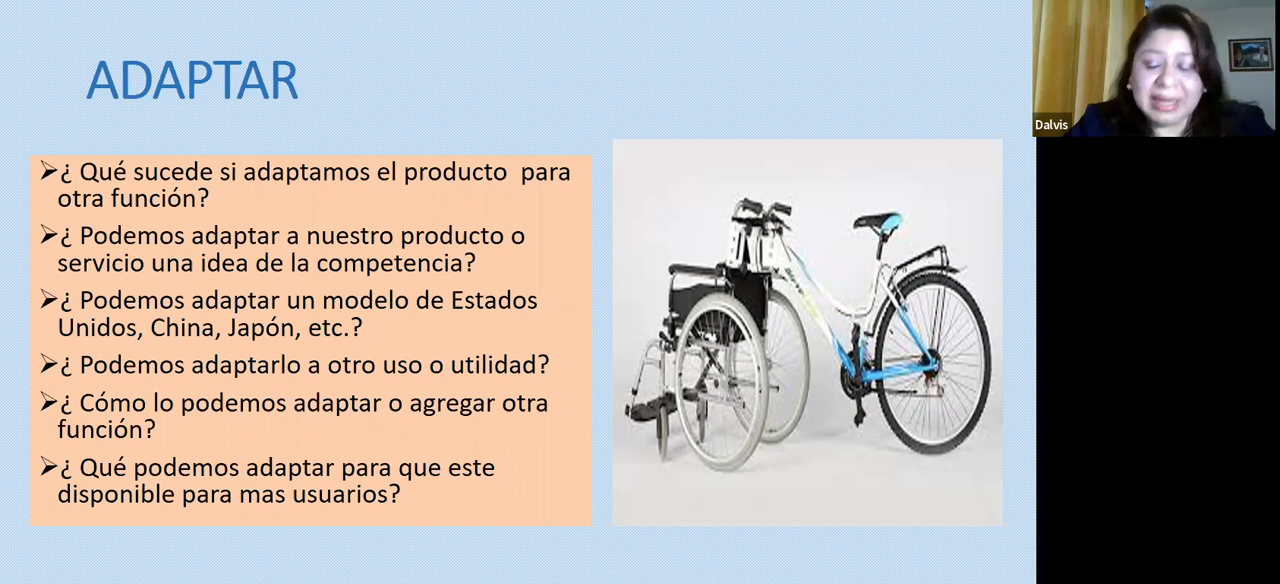 ADAPTAR
Dalvis
➢¿ Qué sucede si adaptamos el producto  para
otra función?
➢¿ Podemos adaptar a nuestro producto o
servicio una idea de la competencia?
➢¿ Podemos adaptar un modelo de Estados
Unidos, China, Japón, etc.?
➢¿ Podemos adaptarlo a otro uso o utilidad?
➢¿ Cómo lo podemos adaptar o agregar otra
función?
➢¿ Qué podemos adaptar para que este
disponible para mas usuarios?